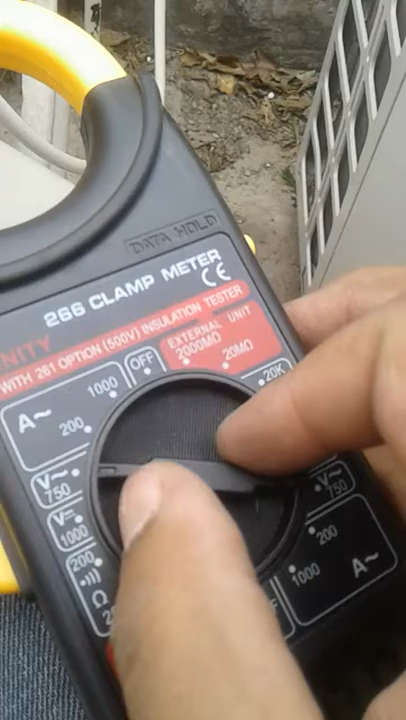 DATA HOLD
266 CLAMP METER
CE
NITY
WITH 261 OPTION (500V) INSULATION TESTER
EXTERNAL UNIT
2000MΩ
20MΩ
OFF
1000
200
A~
20K
V~
750
V⎓
1000
200
Ω
V~
750
200
1000
A~